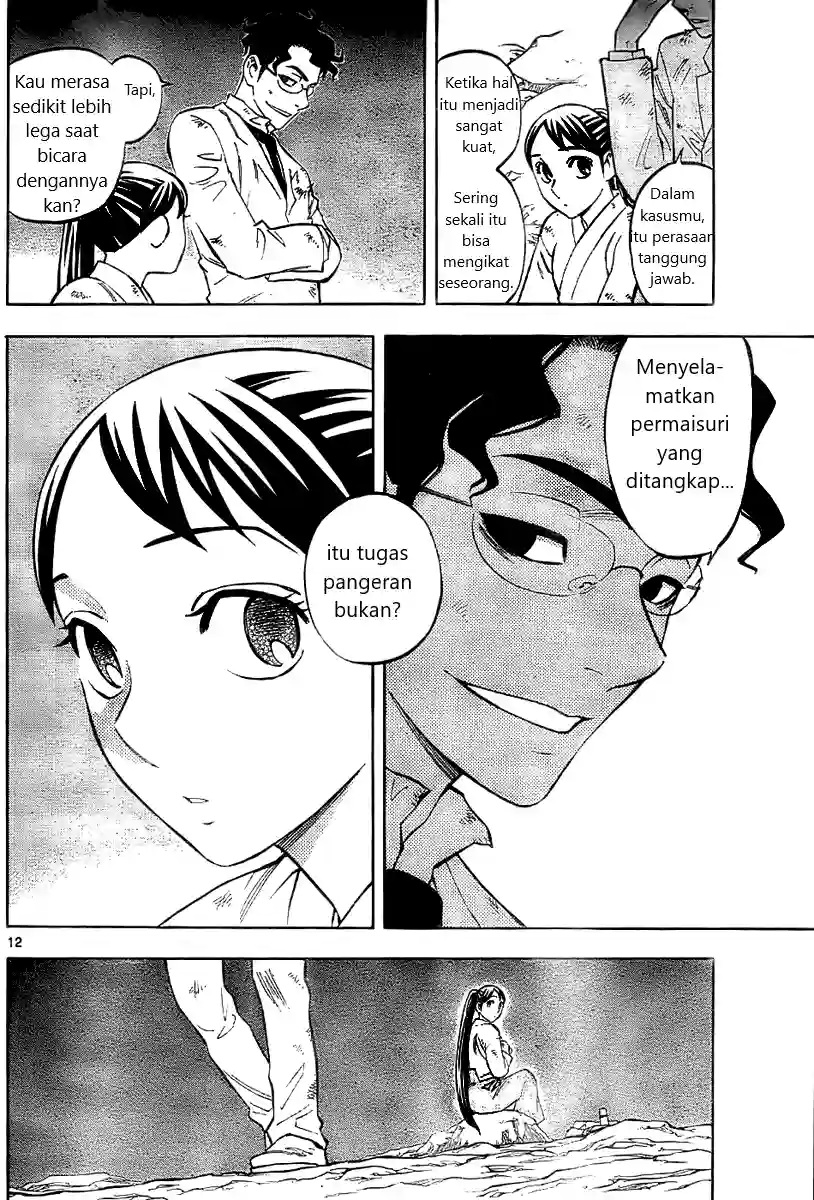 Dalam
kasusmu,
itu perasaan
tanggung
jawab.
Ketika hal
itu menjadi
sangat
kuat,
Sering
sekali itu
bisa
mengikat
seseorang.
Tapi,
Kau merasa
sedikit lebih
lega saat
bicara
dengannya
kan?
Menyela-
matkan
permaisuri
yang
ditangkap...
itu tugas
pangeran
bukan?
12